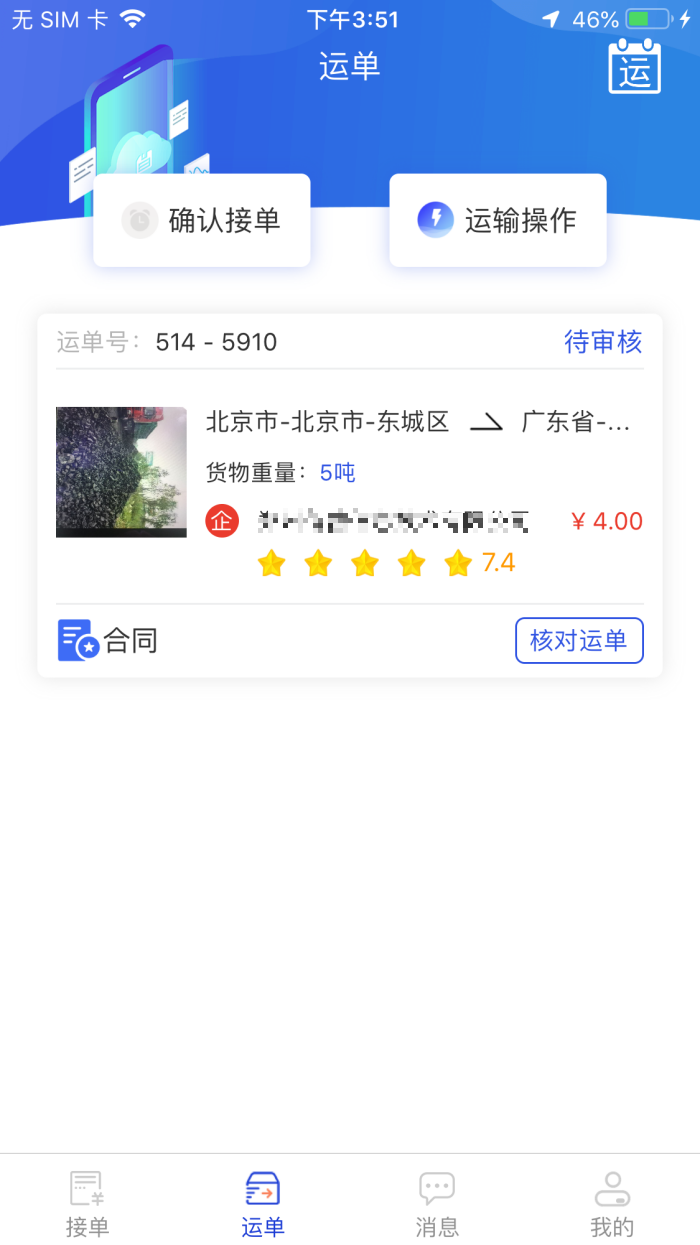 无 SIM 卡 下午3:51 46%
运单
运
确认接单 运输操作
运单号: 514 - 5910 待审核
北京市-北京市-东城区 广东省-...
货物重量: 5吨
企 ¥ 4.00
7.4
合同 核对运单
接单 运单 消息 我的